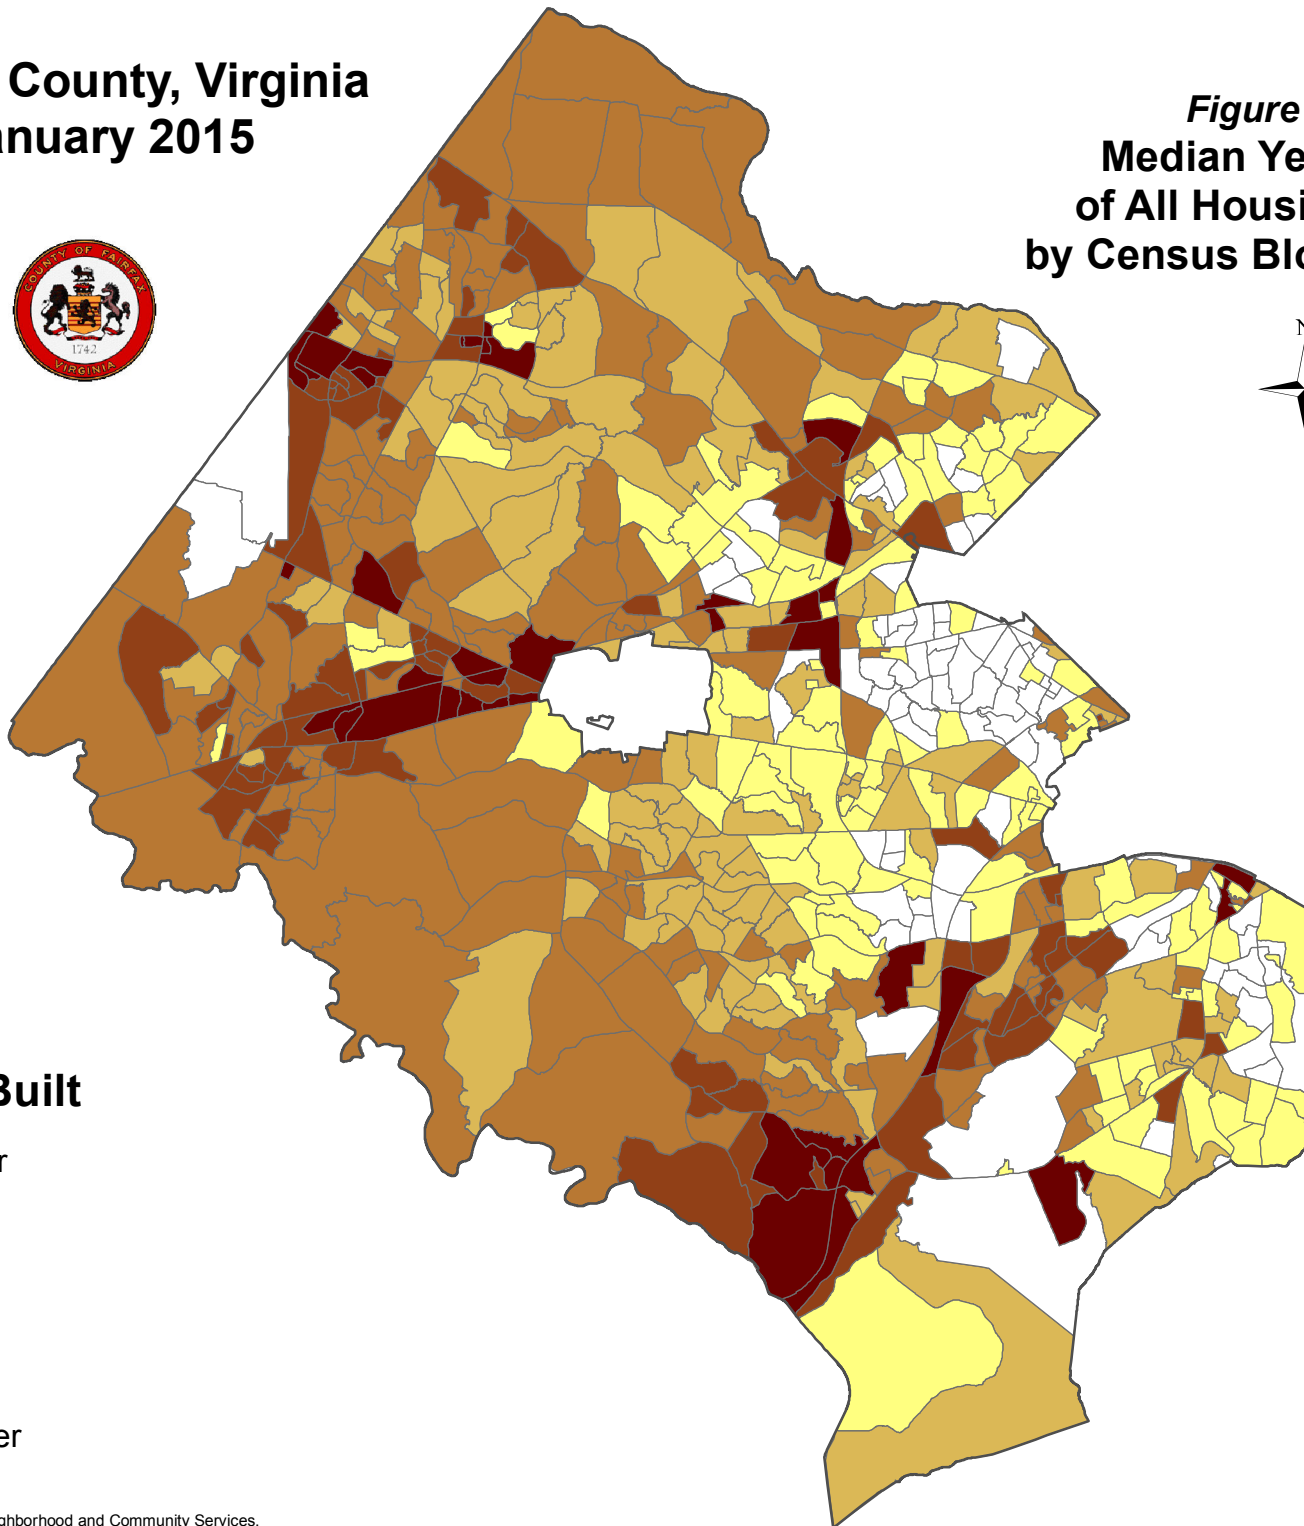 County, Virginia
anuary 2015
Figure
Median Ye
of All Housi
by Census Blo
N
COUNTY OF FAIRFAX
1742
VIRGINIA
Built
r
er
ghborhood and Community Services.